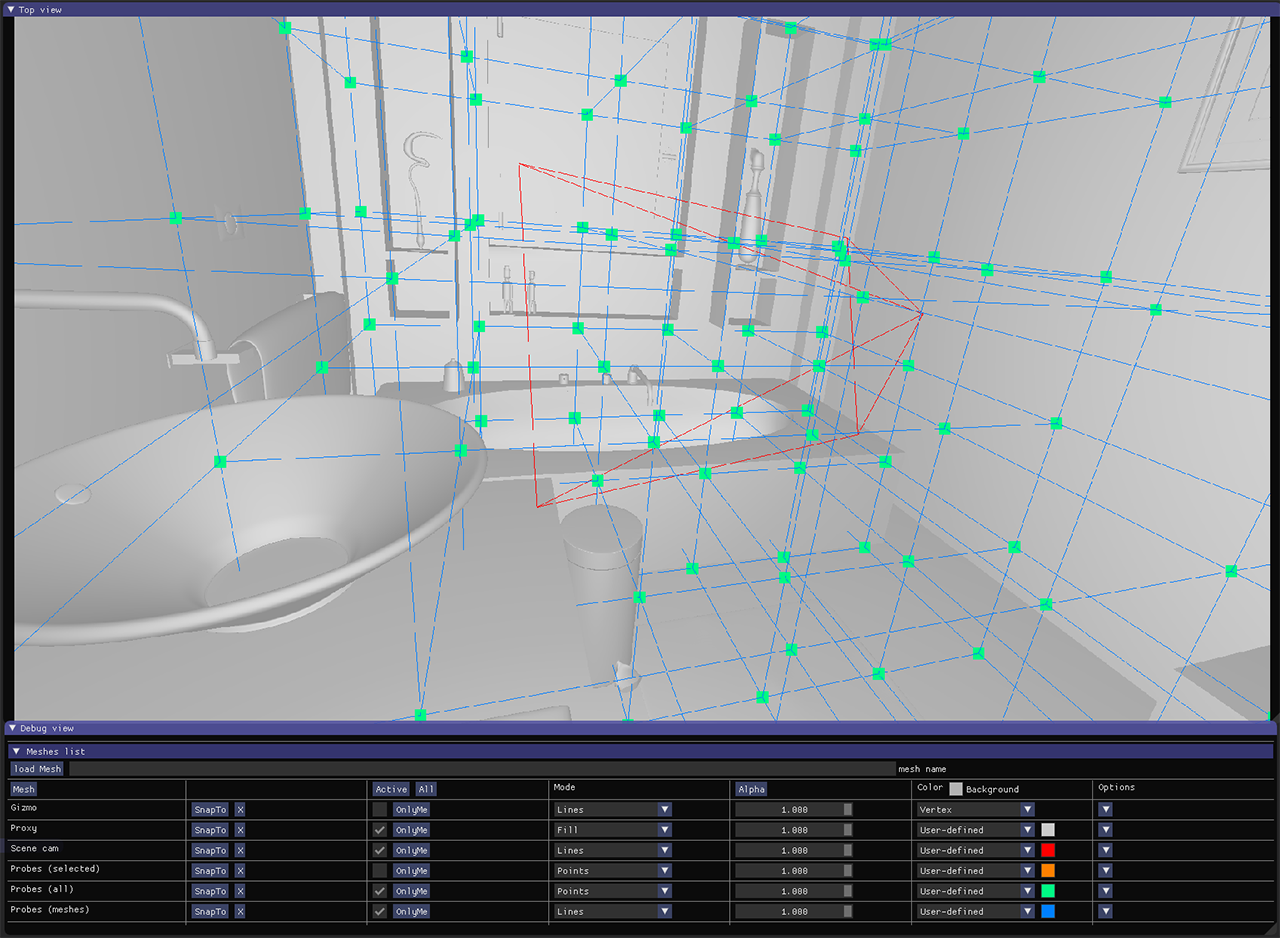 Top view
Debug view
Meshes list
load Mesh mesh name
Mesh Active All Mode Alpha Color Background Options
Gizmo SnapTo X OnlyMe Lines 1.000 Vertex
Proxy SnapTo X OnlyMe Fill 1.000 User-defined
Scene cam SnapTo X OnlyMe Lines 1.000 User-defined
Probes (selected) SnapTo X OnlyMe Points 1.000 User-defined
Probes (all) SnapTo X OnlyMe Points 1.000 User-defined
Probes (meshes) SnapTo X OnlyMe Lines 1.000 User-defined